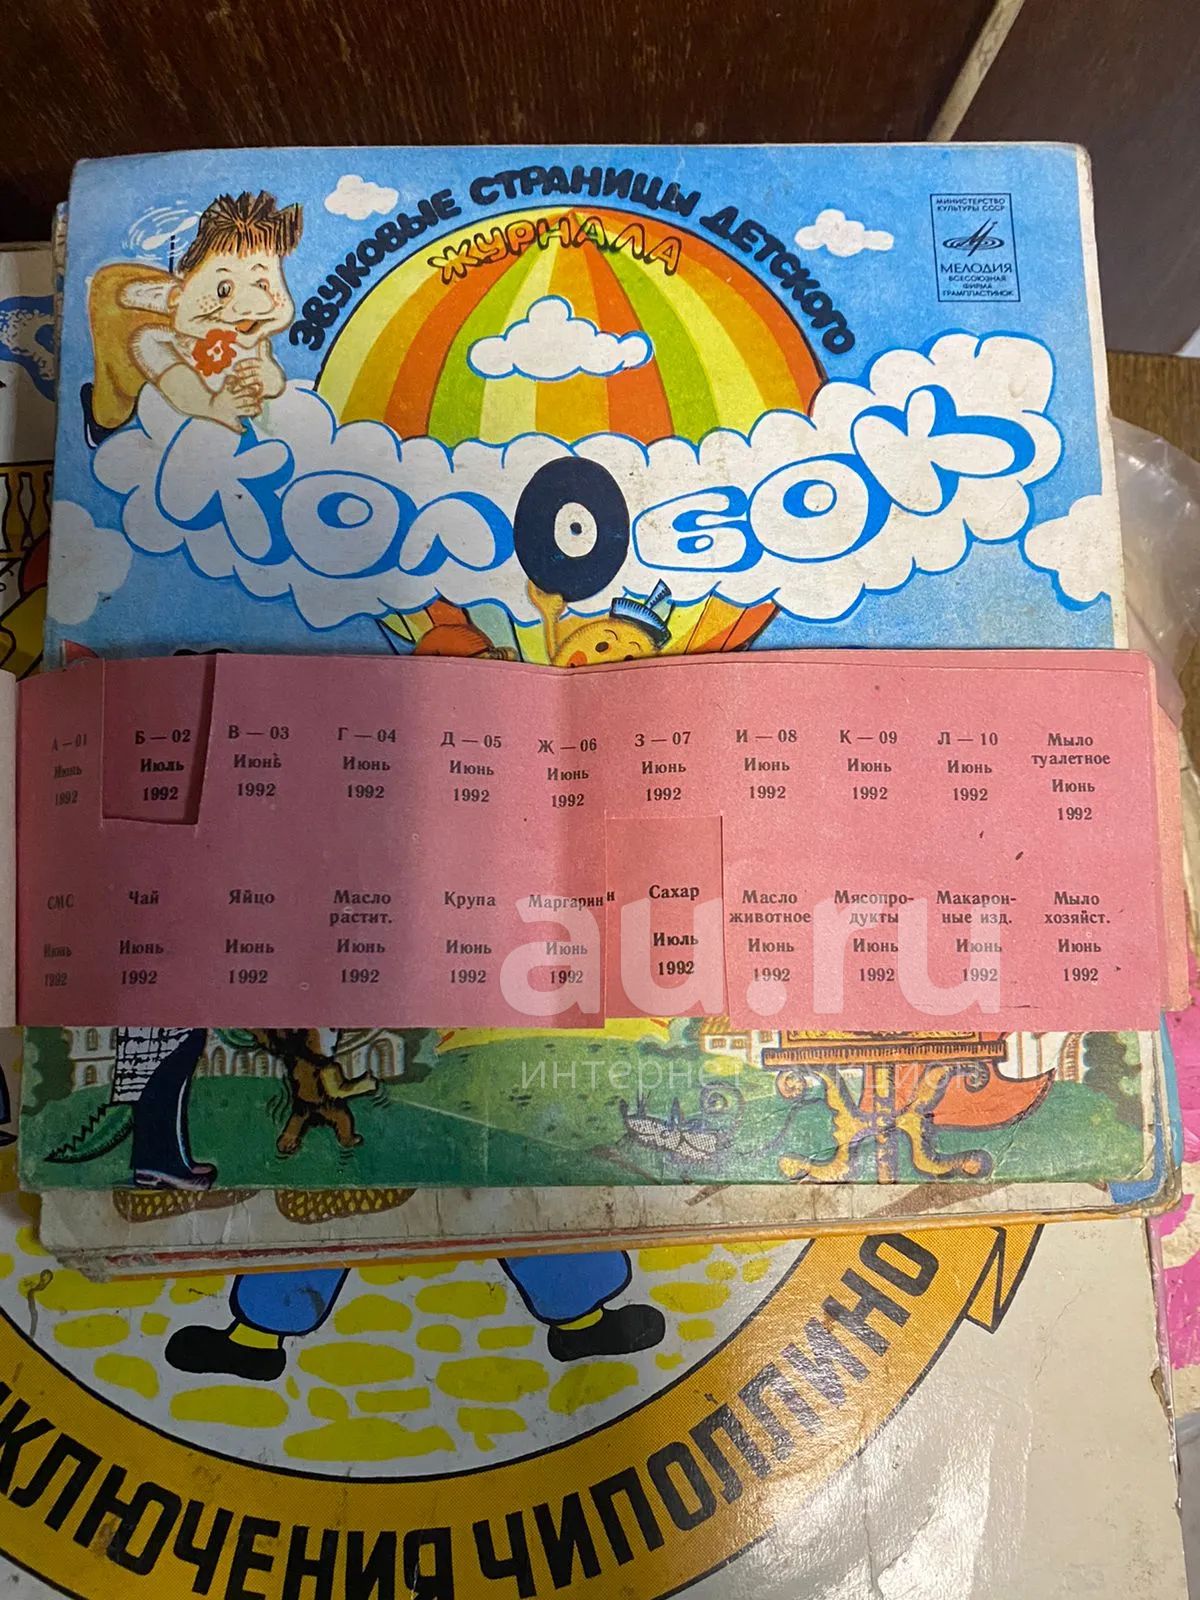 ЗВУКОВЫЕ СТРАНИЦЫ ДЕТСКОГО
ЖУРНАЛА
МИНИСТЕРСТВО
КУЛЬТУРЫ СССР
МЕЛОДИЯ
ВСЕСОЮЗНАЯ
ФИРМА
ГРАМПЛАСТИНОК
КОЛОБОК
А — 01 Б — 02 В — 03 Г — 04 Д — 05 Ж — 06 З — 07 И — 08 К — 09 Л — 10 Мыло
туалетное
Июнь Июль Июнь Июнь Июнь Июнь Июнь Июнь Июнь Июнь Июнь
1992 1992 1992 1992 1992 1992 1992 1992 1992 1992 1992
СМС Чай Яйцо Масло Крупа Маргарин Сахар Масло Мясопро- Макарон- Мыло
растит. животное дукты ные изд. хозяйст.
Июнь Июнь Июнь Июнь Июнь Июнь Июль Июнь Июнь Июнь Июнь
1992 1992 1992 1992 1992 1992 1992 1992 1992 1992 1992
au.ru
интернет-аукцион
КЛЮЧЕНИЯ ЧИПОЛЛИНО